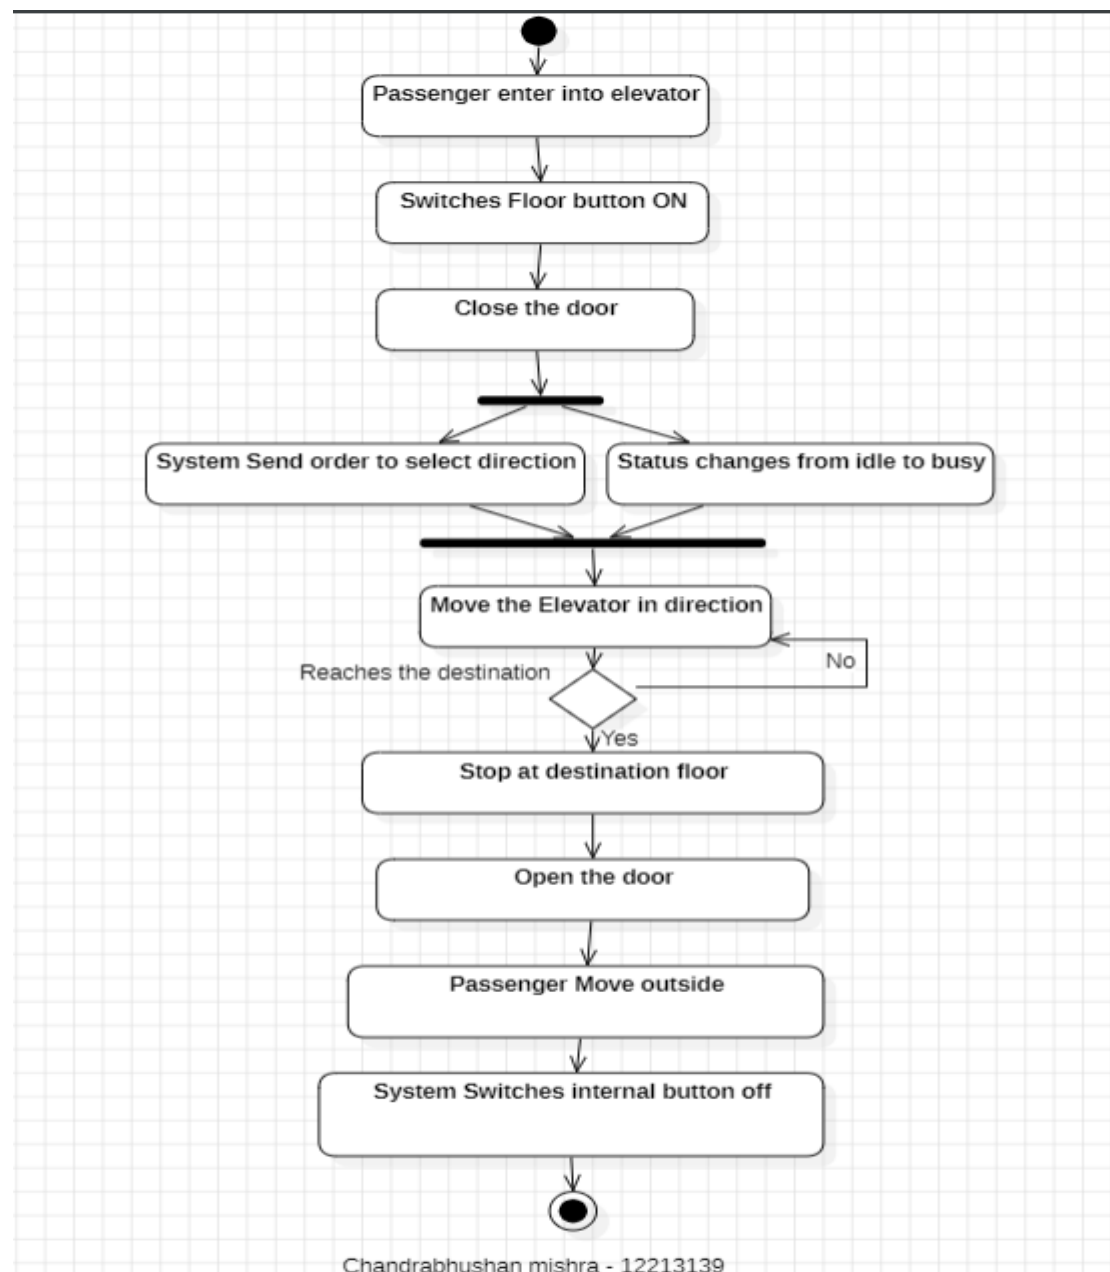 Passenger enter into elevator
Switches Floor button ON
Close the door
System Send order to select direction
Status changes from idle to busy
Move the Elevator in direction
No
Reaches the destination
Yes
Stop at destination floor
Open the door
Passenger Move outside
System Switches internal button off
Chandrabhushan mishra - 12213139